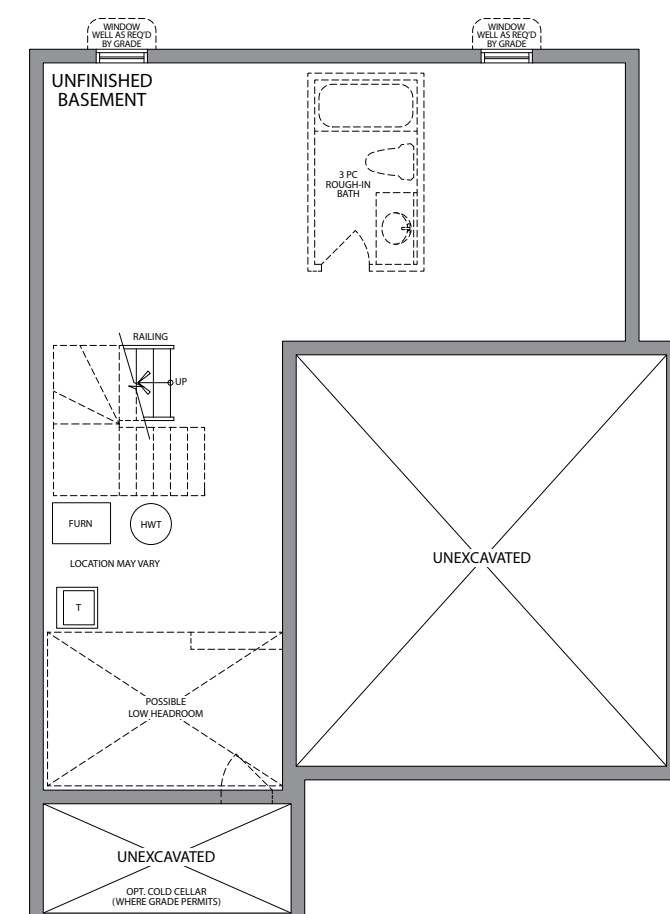 WINDOW
WELL AS REQ'D
BY GRADE
WINDOW
WELL AS REQ'D
BY GRADE
UNFINISHED
BASEMENT
3 PC
ROUGH-IN
BATH
RAILING
UP
FURN
HWT
LOCATION MAY VARY
T
UNEXCAVATED
POSSIBLE
LOW HEADROOM
UNEXCAVATED
OPT. COLD CELLAR
(WHERE GRADE PERMITS)